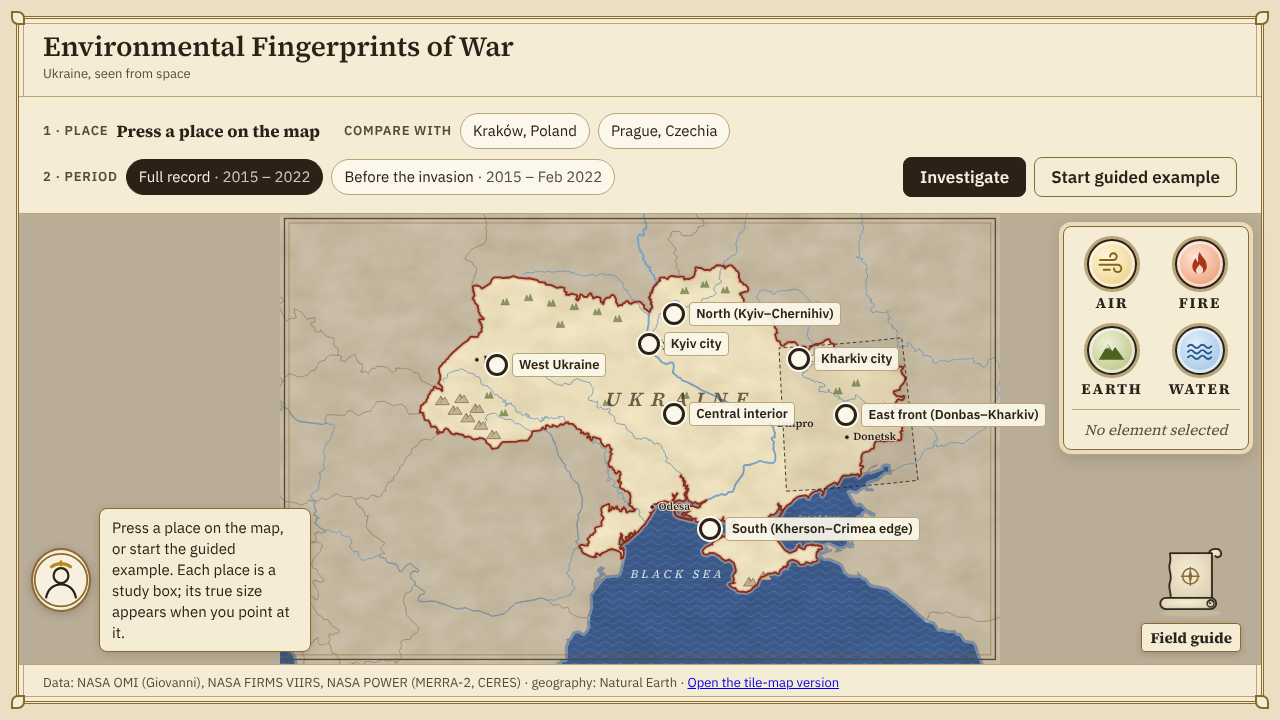 Environmental Fingerprints of War
Ukraine, seen from space
1 · PLACE Press a place on the map COMPARE WITH Kraków, Poland Prague, Czechia
2 · PERIOD Full record · 2015 – 2022 Before the invasion · 2015 – Feb 2022 Investigate Start guided example
AIR FIRE
EARTH WATER
No element selected
North (Kyiv–Chernihiv)
Kyiv city
Kharkiv city
West Ukraine
UKRAINE
Central interior
East front (Donbas–Kharkiv)
Donetsk
Odesa
South (Kherson–Crimea edge)
BLACK SEA
Press a place on the map,
or start the guided
example. Each place is a
study box; its true size
appears when you point at
it.
Field guide
Data: NASA OMI (Giovanni), NASA FIRMS VIIRS, NASA POWER (MERRA-2, CERES) · geography: Natural Earth · Open the tile-map version